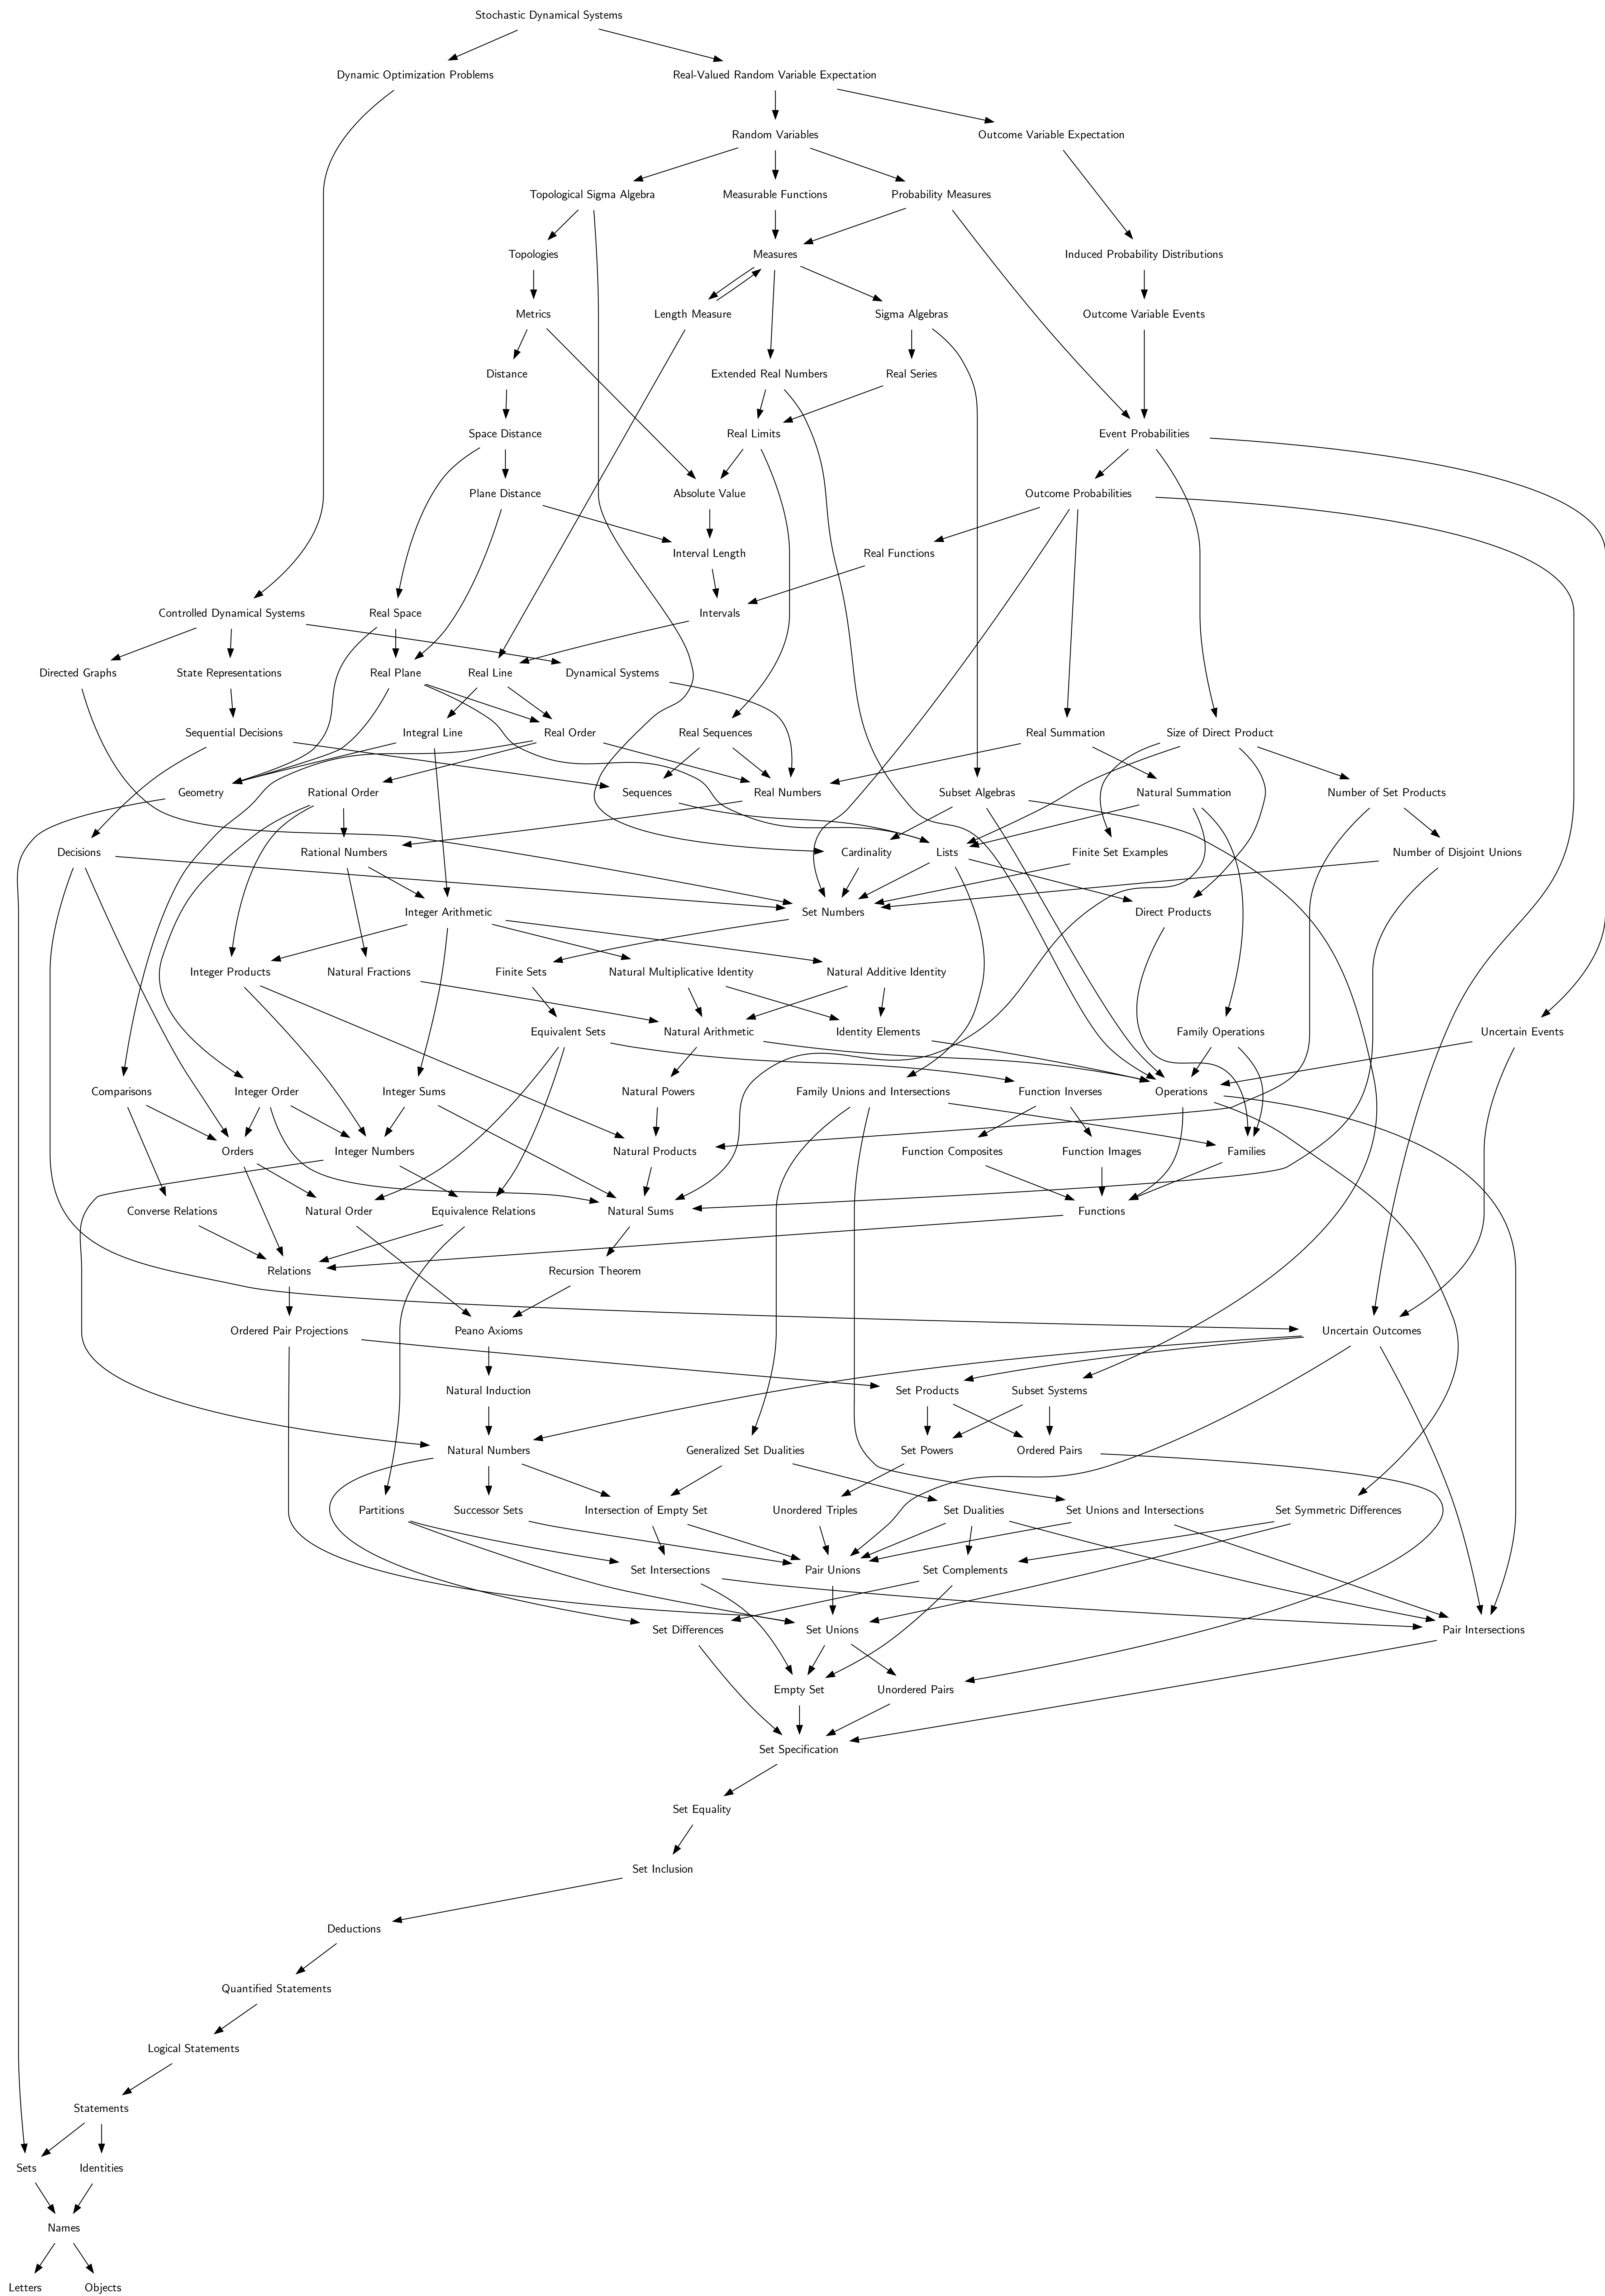 Stochastic Dynamical Systems
Dynamic Optimization Problems
Real-Valued Random Variable Expectation
Random Variables
Outcome Variable Expectation
Topological Sigma Algebra
Measurable Functions
Probability Measures
Topologies
Measures
Induced Probability Distributions
Metrics
Length Measure
Sigma Algebras
Outcome Variable Events
Distance
Extended Real Numbers
Real Series
Space Distance
Real Limits
Event Probabilities
Plane Distance
Absolute Value
Outcome Probabilities
Interval Length
Real Functions
Controlled Dynamical Systems
Real Space
Intervals
Directed Graphs
State Representations
Real Plane
Real Line
Dynamical Systems
Sequential Decisions
Integral Line
Real Order
Real Sequences
Real Summation
Size of Direct Product
Geometry
Rational Order
Sequences
Real Numbers
Subset Algebras
Natural Summation
Number of Set Products
Decisions
Rational Numbers
Cardinality
Lists
Finite Set Examples
Number of Disjoint Unions
Integer Arithmetic
Set Numbers
Direct Products
Integer Products
Natural Fractions
Finite Sets
Natural Multiplicative Identity
Natural Additive Identity
Equivalent Sets
Natural Arithmetic
Identity Elements
Family Operations
Uncertain Events
Comparisons
Integer Order
Integer Sums
Natural Powers
Family Unions and Intersections
Function Inverses
Operations
Orders
Integer Numbers
Natural Products
Function Composites
Function Images
Families
Converse Relations
Natural Order
Equivalence Relations
Natural Sums
Functions
Relations
Recursion Theorem
Ordered Pair Projections
Peano Axioms
Uncertain Outcomes
Natural Induction
Set Products
Subset Systems
Natural Numbers
Generalized Set Dualities
Set Powers
Ordered Pairs
Partitions
Successor Sets
Intersection of Empty Set
Unordered Triples
Set Dualities
Set Unions and Intersections
Set Symmetric Differences
Set Intersections
Pair Unions
Set Complements
Set Differences
Set Unions
Pair Intersections
Empty Set
Unordered Pairs
Set Specification
Set Equality
Set Inclusion
Deductions
Quantified Statements
Logical Statements
Statements
Sets
Identities
Names
Letters
Objects